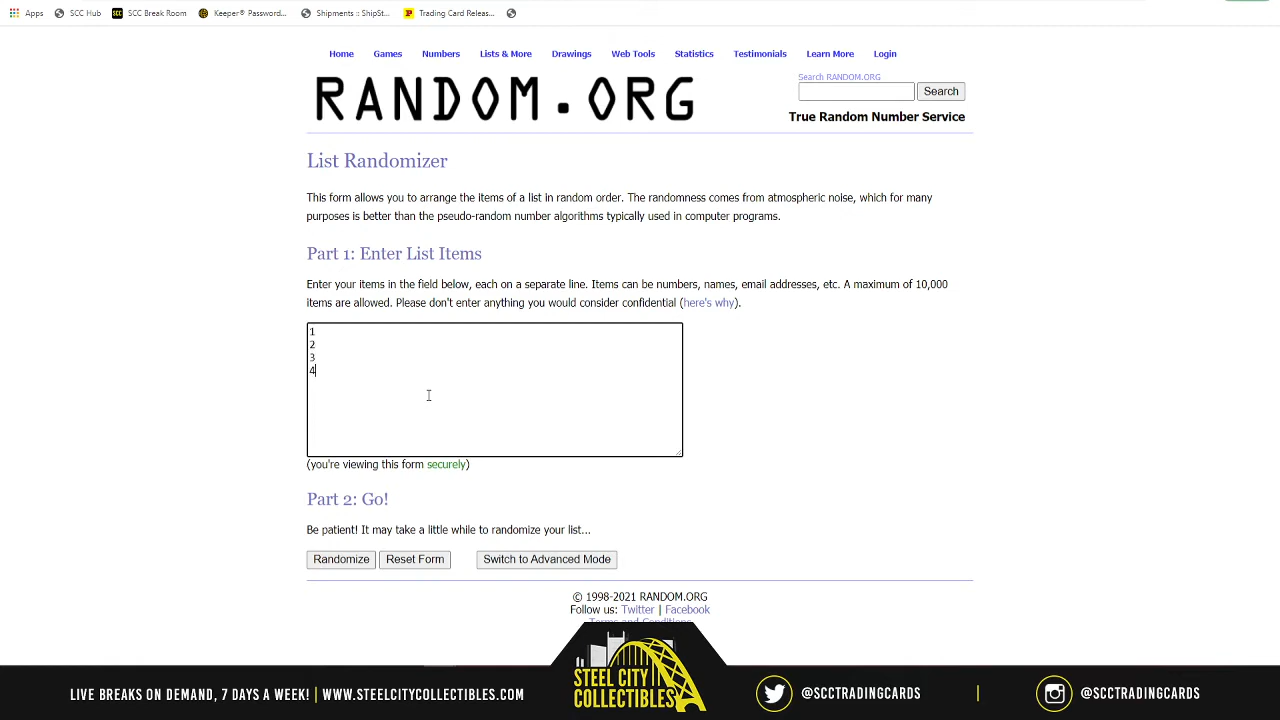 Apps SCC Hub SCC Break Room Keeper® Password... Shipments :: ShipSt... Trading Card Releas...
Home Games Numbers Lists & More Drawings Web Tools Statistics Testimonials Learn More Login
RANDOM.ORG
Search RANDOM.ORG
Search
True Random Number Service
List Randomizer
This form allows you to arrange the items of a list in random order. The randomness comes from atmospheric noise, which for many
purposes is better than the pseudo-random number algorithms typically used in computer programs.
Part 1: Enter List Items
Enter your items in the field below, each on a separate line. Items can be numbers, names, email addresses, etc. A maximum of 10,000
items are allowed. Please don't enter anything you would consider confidential (here's why).
1
2
3
4
(you're viewing this form securely)
Part 2: Go!
Be patient! It may take a little while to randomize your list...
Randomize Reset Form Switch to Advanced Mode
© 1998-2021 RANDOM.ORG
Follow us: Twitter | Facebook
Terms and Conditions
STEEL CITY
COLLECTIBLES
LIVE BREAKS ON DEMAND, 7 DAYS A WEEK! | WWW.STEELCITYCOLLECTIBLES.COM
@SCCTRADINGCARDS | @SCCTRADINGCARDS